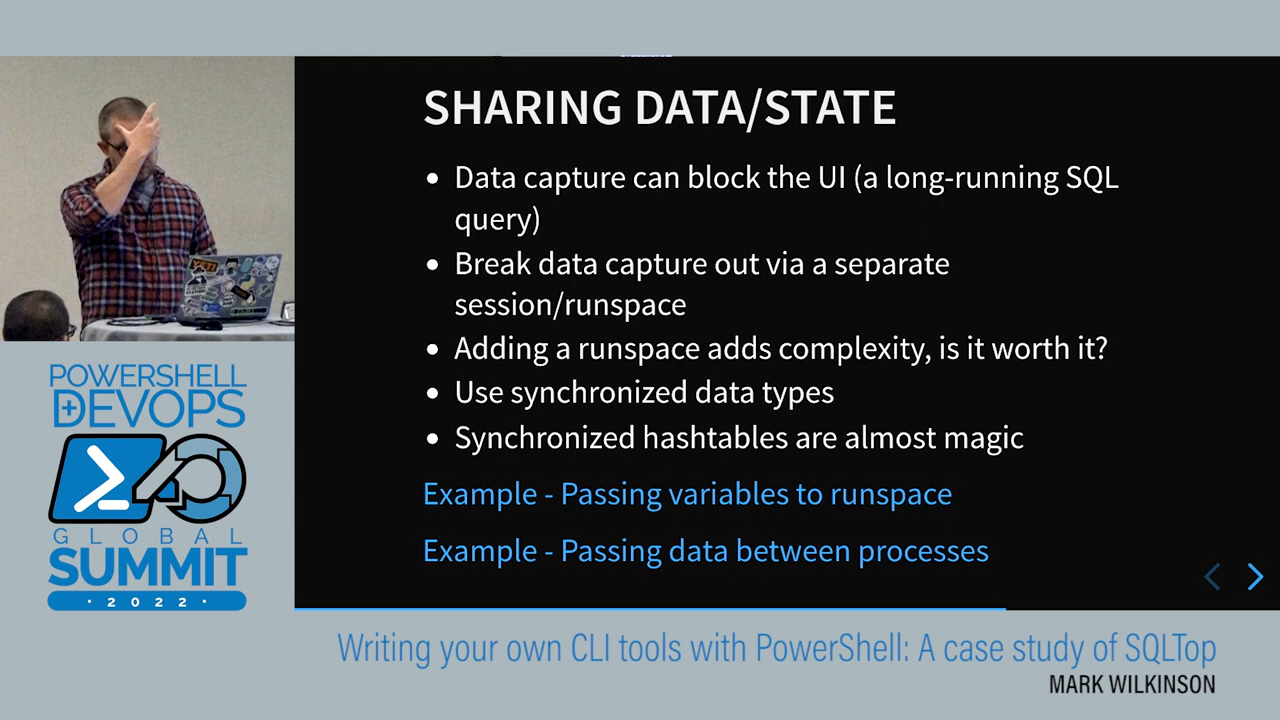 SHARING DATA/STATE
Data capture can block the UI (a long-running SQL
query)
Break data capture out via a separate
session/runspace
Adding a runspace adds complexity, is it worth it?
Use synchronized data types
Synchronized hashtables are almost magic
Example - Passing variables to runspace
Example - Passing data between processes
YETI
POWERSHELL
+DEVOPS
GLOBAL
SUMMIT
· 2022 ·
Writing your own CLI tools with PowerShell: A case study of SQLTop
MARK WILKINSON